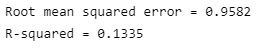 Root mean squared error = 0.9582
R-squared = 0.1335